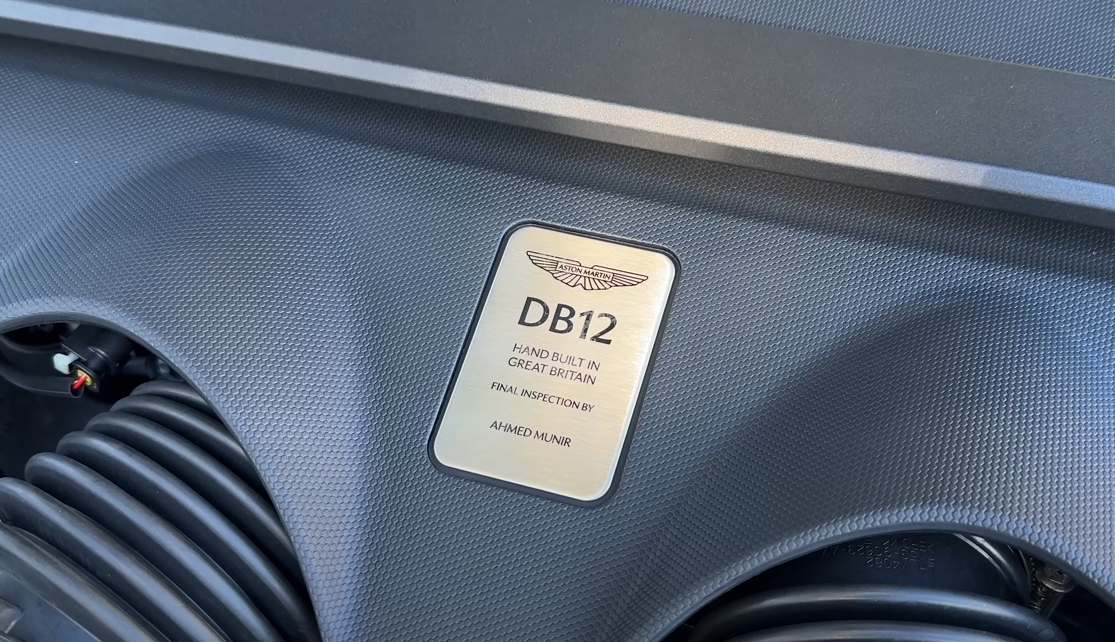 ASTON MARTIN
DB12
HAND BUILT IN
GREAT BRITAIN
FINAL INSPECTION BY
AHMED MUNIR